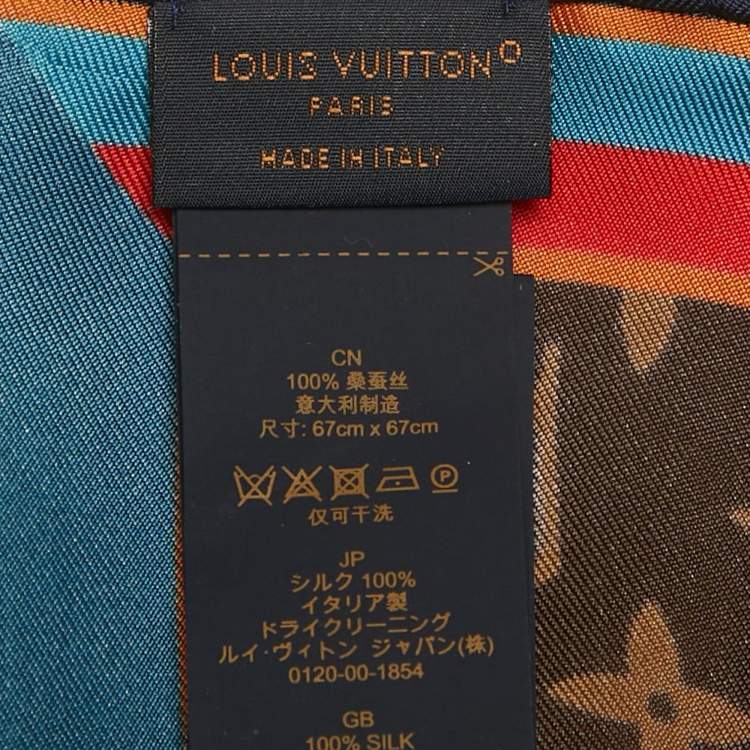 LOUIS VUITTON
PARIS
MADE IN ITALY
CN
100% 桑蚕丝
意大利制造
尺寸: 67cm x 67cm
P
仅可干洗
JP
シルク 100%
イタリア製
ドライクリーニング
ルイ·ヴィトン ジャパン(株)
0120-00-1854
GB
100% SILK